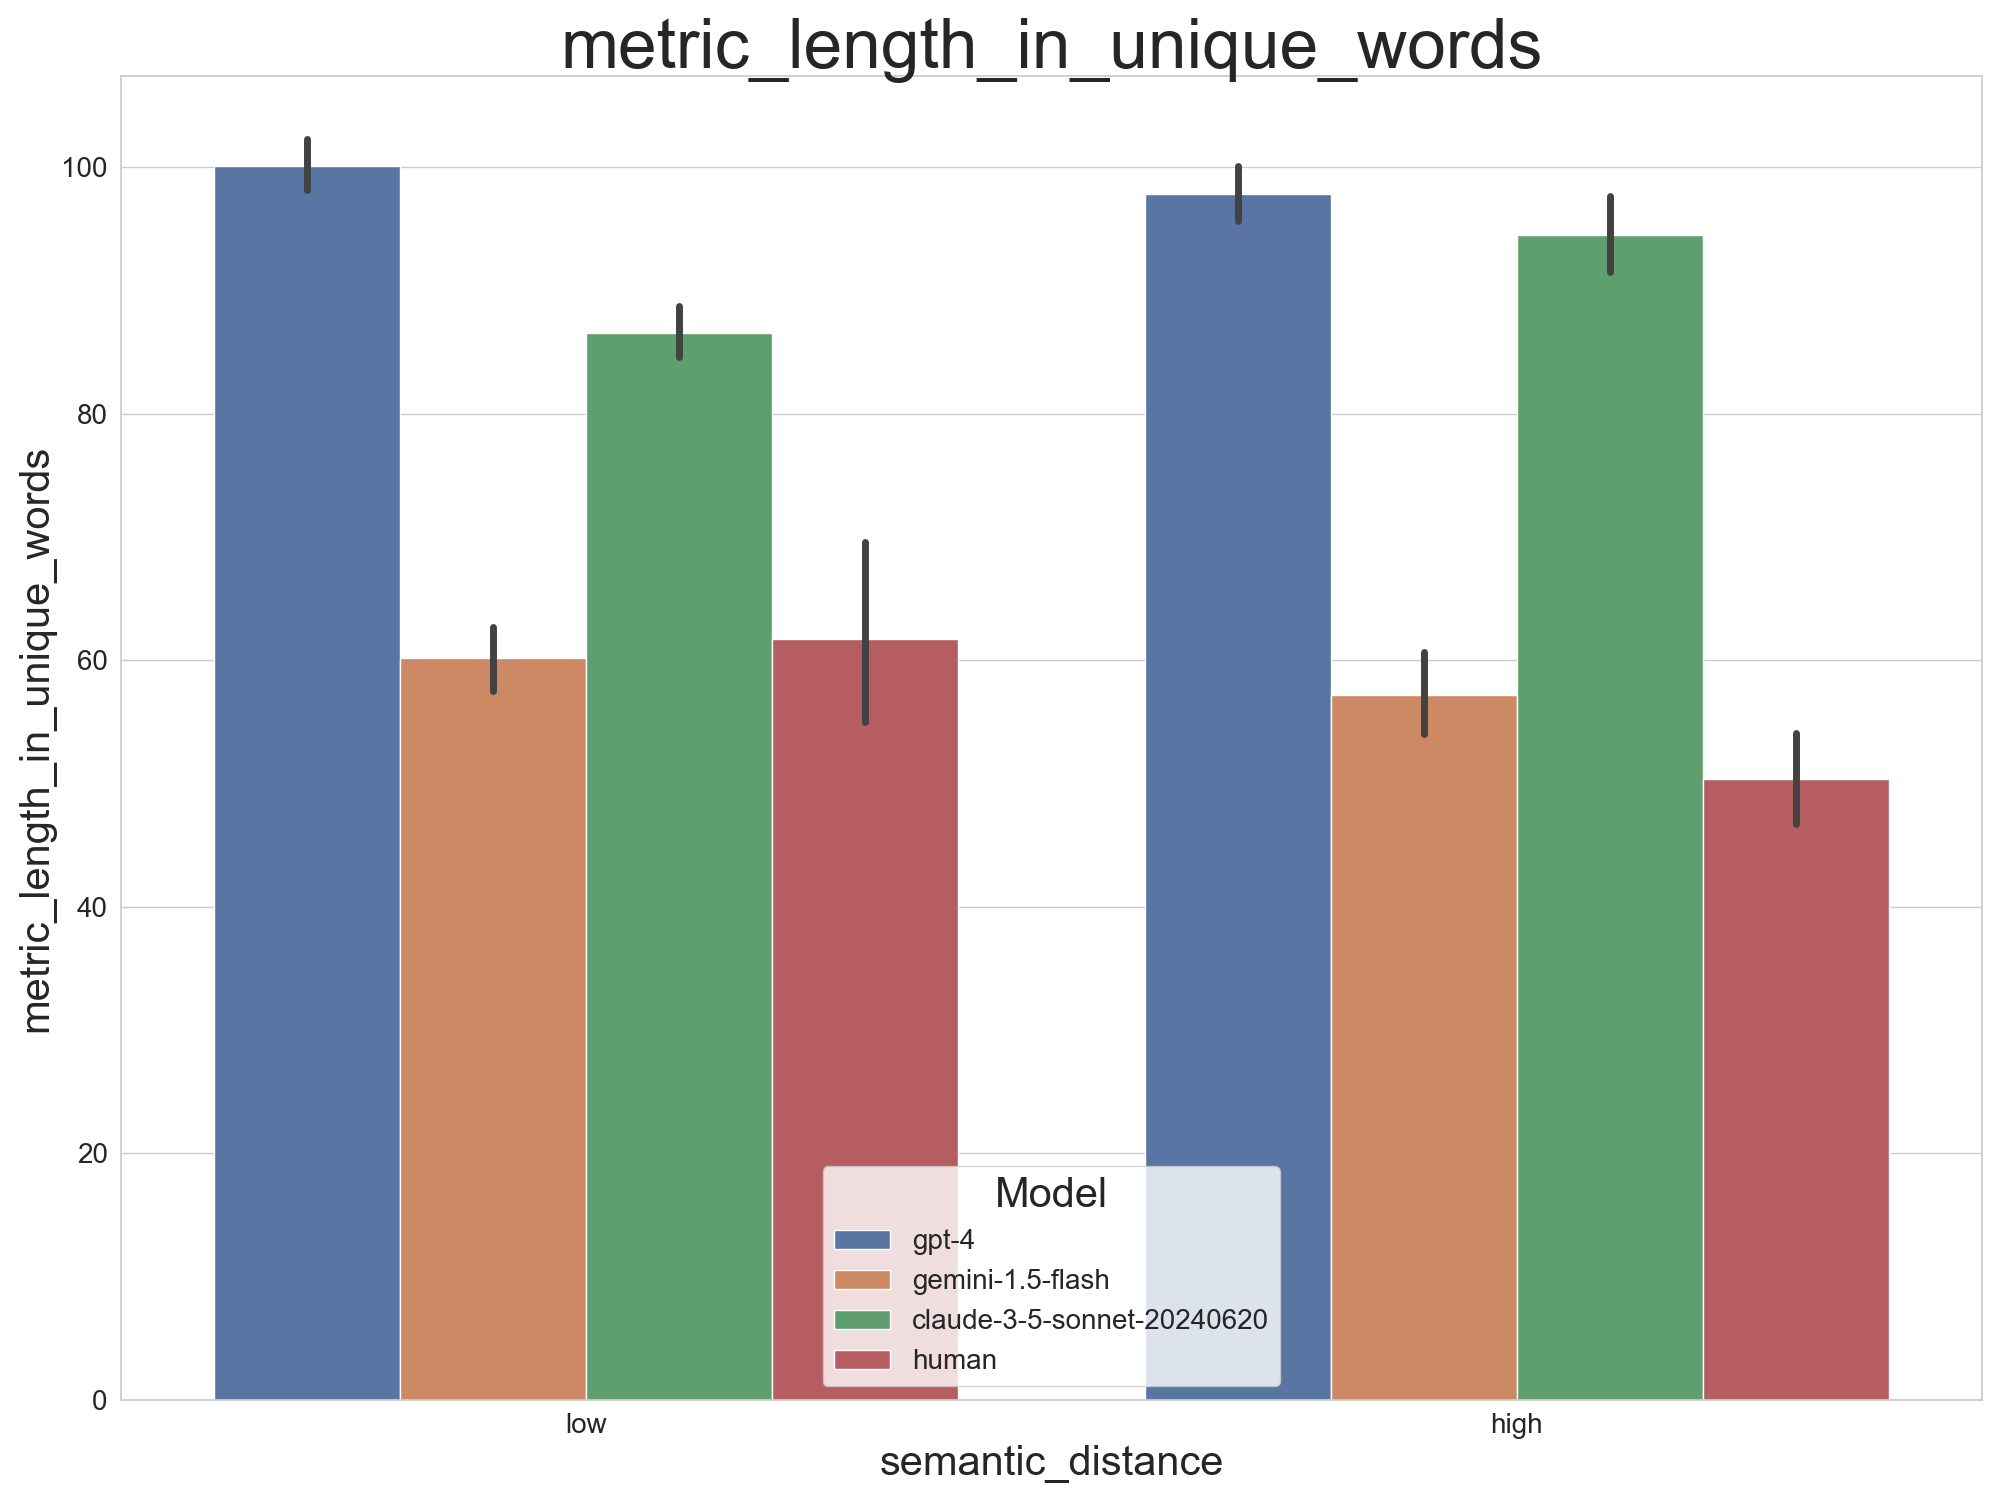 metric_length_in_unique_words
metric_length_in_unique_words
100
80
60
40
20
0
Model
gpt-4
gemini-1.5-flash
claude-3-5-sonnet-20240620
human
low
high
semantic_distance